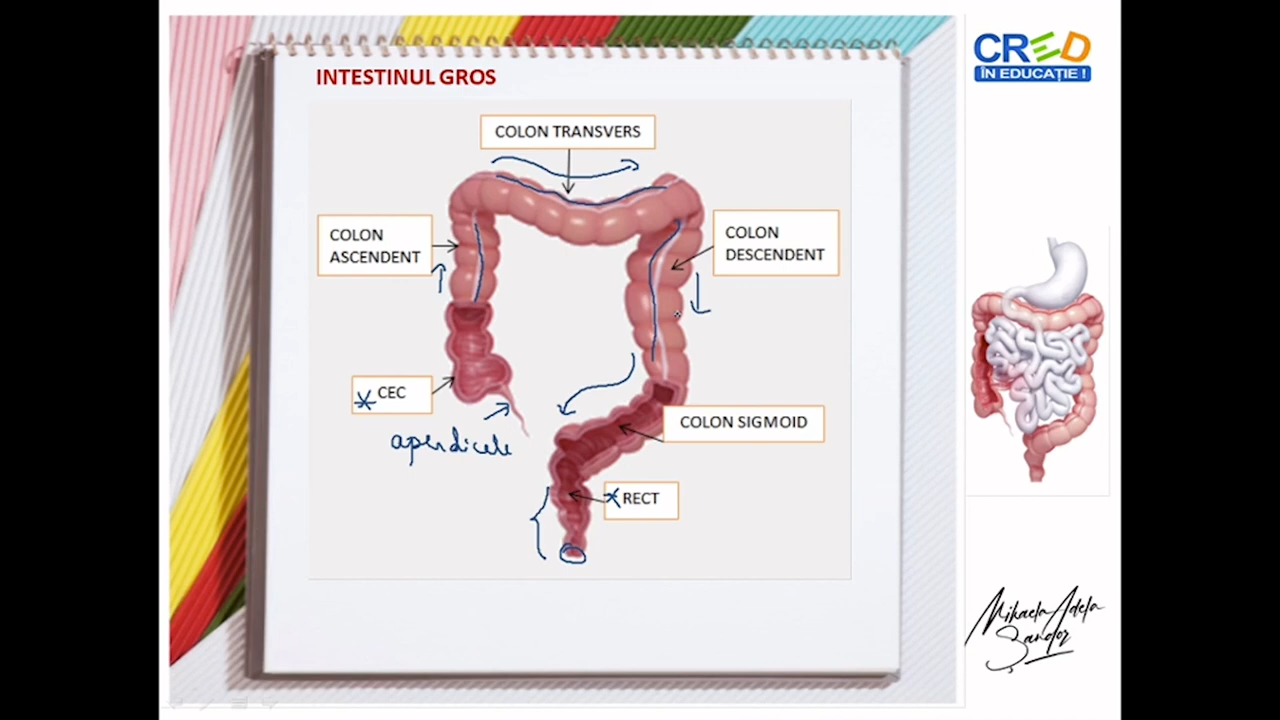 INTESTINUL GROS
COLON TRANSVERS
COLON
ASCENDENT
COLON
DESCENDENT
CEC
apendicele
COLON SIGMOID
RECT
CRED
ÎN EDUCAȚIE !
Mihaela Adela
Șandor